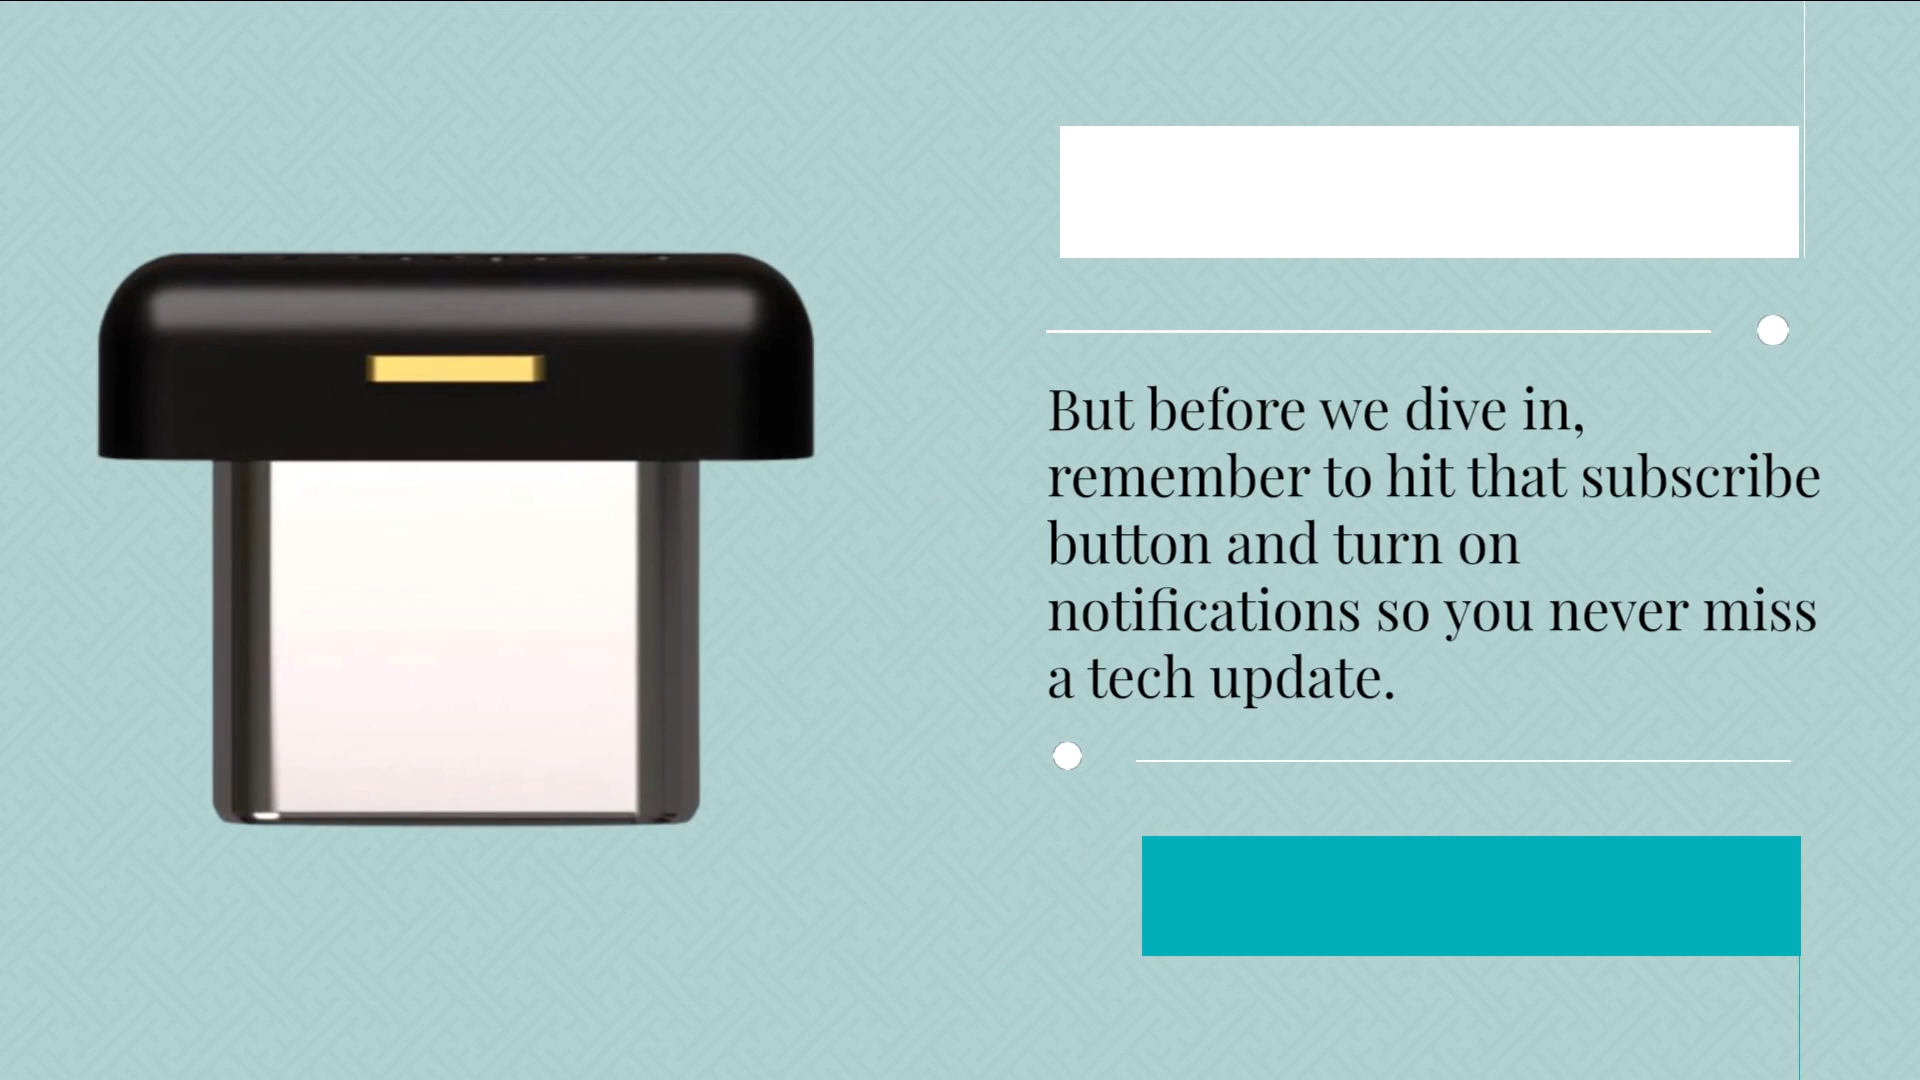 But before we dive in,
remember to hit that subscribe
button and turn on
notifications so you never miss
a tech update.